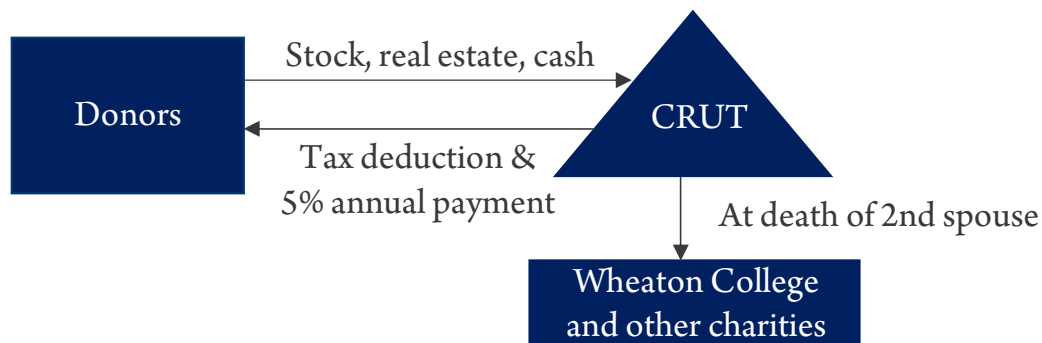 Stock, real estate, cash
Donors
CRUT
Tax deduction &
5% annual payment
At death of 2nd spouse
Wheaton College
and other charities